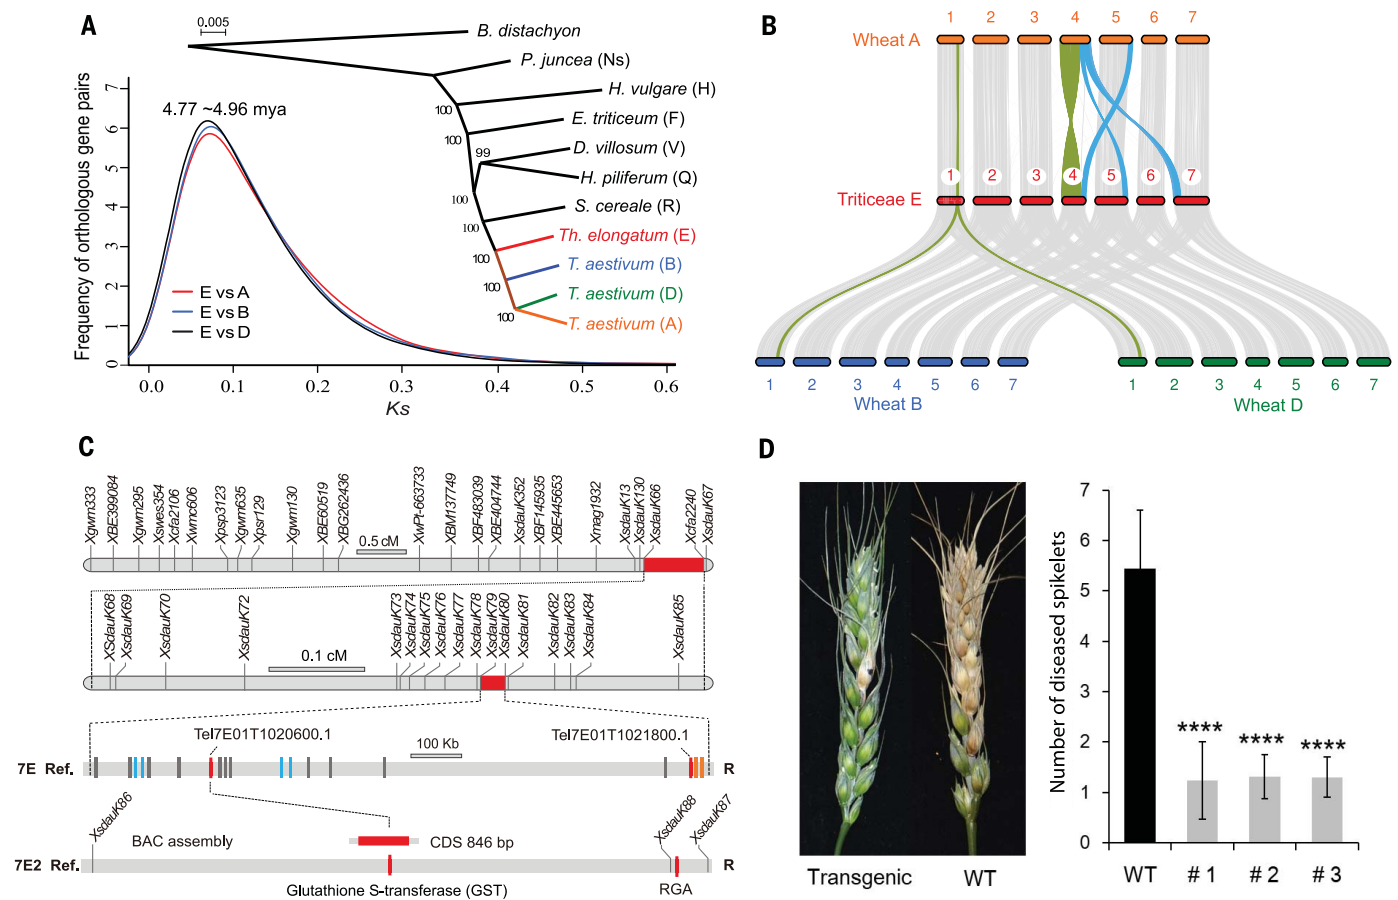 A
0.005
B. distachyon
P. juncea (Ns)
H. vulgare (H)
E. triticeum (F)
D. villosum (V)
H. piliferum (Q)
S. cereale (R)
Th. elongatum (E)
T. aestivum (B)
T. aestivum (D)
T. aestivum (A)
100
100
99
100
100
100
100
100
4.77 ~4.96 mya
Frequency of orthologous gene pairs
7
6
5
4
3
2
1
0
E vs A
E vs B
E vs D
0.0 0.1 0.2 0.3 0.4 0.5 0.6
Ks
B
1 2 3 4 5 6 7
Wheat A
1 2 3 4 5 6 7
Triticeae E
1 2 3 4 5 6 7
Wheat B
1 2 3 4 5 6 7
Wheat D
C
Xgwm333
XBE399084
Xgwm295
Xswes354
Xcfa2106
Xwmc606
Xpsp3123
Xgwm635
Xpsr129
Xgwm130
XBE60519
XBG262436
XwPt-663733
XBM137749
XBF483039
XBE404744
XsdauK352
XBF145935
XBE445653
Xmag1932
XsdauK13
XsdauK130
XsdauK66
Xcfa2240
XsdauK67
0.5 cM
XSdauK68
XsdauK69
XsdauK70
XsdauK72
XsdauK73
XsdauK74
XsdauK75
XsdauK76
XsdauK77
XsdauK78
XsdauK79
XsdauK80
XsdauK81
XsdauK82
XsdauK83
XsdauK84
XsdauK85
0.1 cM
Tel7E01T1020600.1
100 Kb
Tel7E01T1021800.1
7E Ref.
R
XsdauK86
BAC assembly
CDS 846 bp
XsdauK88
XsdauK87
7E2 Ref.
R
Glutathione S-transferase (GST)
RGA
D
Transgenic
WT
Number of diseased spikelets
7
6
5
4
3
2
1
0
**** **** ****
WT # 1 # 2 # 3